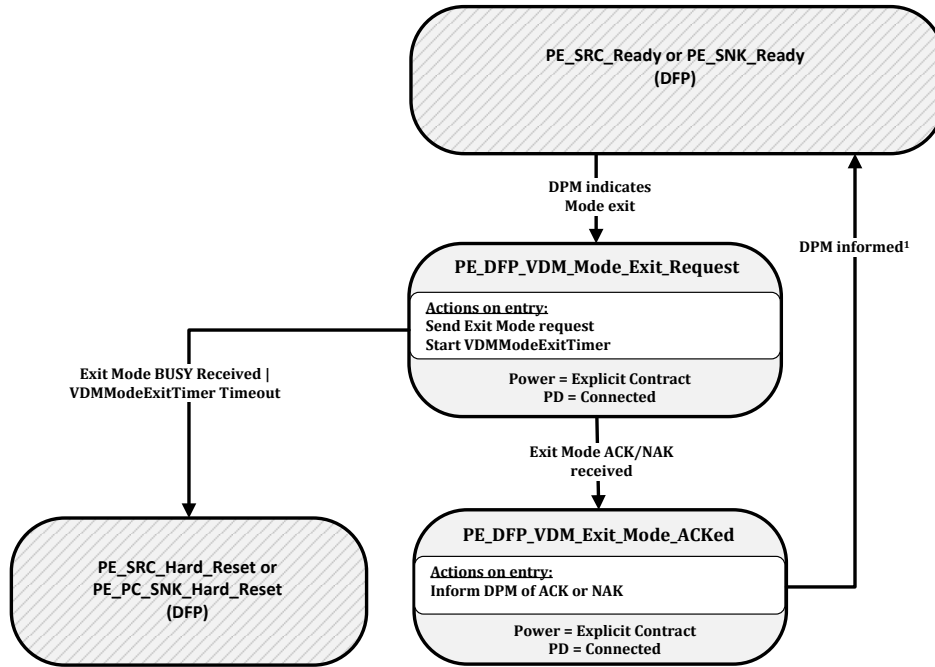 PE_SRC_Ready or PE_SNK_Ready
(DFP)
DPM indicates
Mode exit
DPM informed¹
PE_DFP_VDM_Mode_Exit_Request
Actions on entry:
Send Exit Mode request
Start VDMModeExitTimer
Power = Explicit Contract
PD = Connected
Exit Mode BUSY Received |
VDMModeExitTimer Timeout
Exit Mode ACK/NAK
received
PE_SRC_Hard_Reset or
PE_PC_SNK_Hard_Reset
(DFP)
PE_DFP_VDM_Exit_Mode_ACKed
Actions on entry:
Inform DPM of ACK or NAK
Power = Explicit Contract
PD = Connected